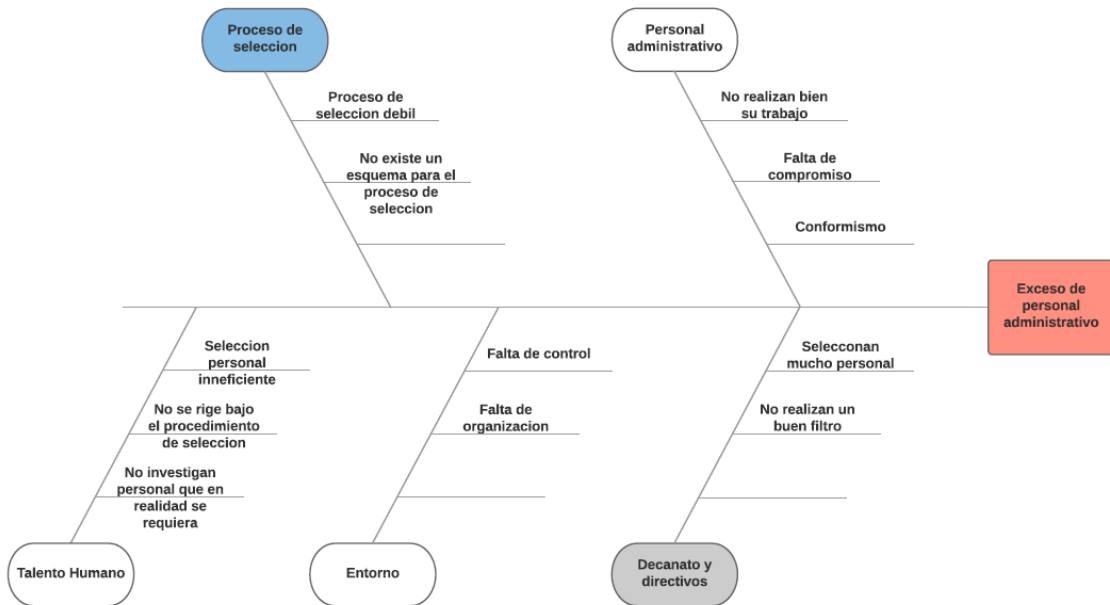 Proceso de
seleccion
Personal
administrativo
Proceso de
seleccion debil
No existe un
esquema para el
proceso de
seleccion
No realizan bien
su trabajo
Falta de
compromiso
Conformismo
Exceso de
personal
administrativo
Seleccion
personal
inneficiente
No se rige bajo
el procedimiento
de seleccion
No investigan
personal que en
realidad se
requiera
Falta de control
Falta de
organizacion
Selecconan
mucho personal
No realizan un
buen filtro
Talento Humano
Entorno
Decanato y
directivos